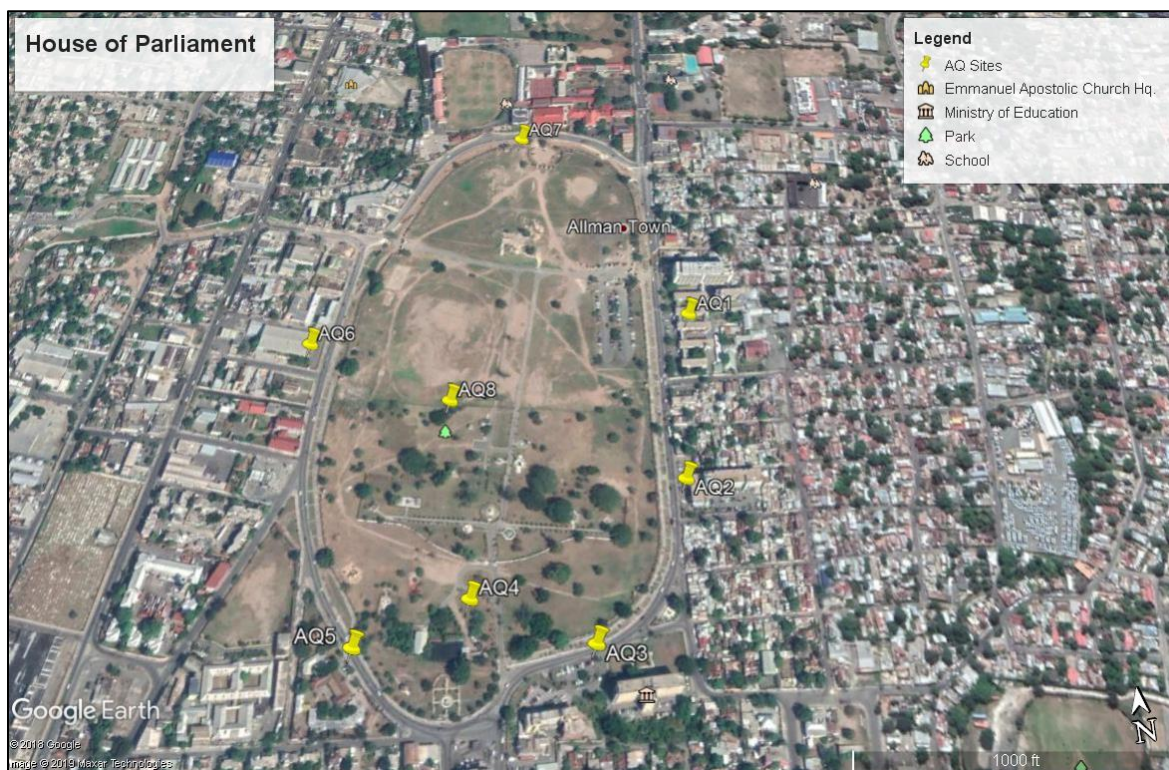 House of Parliament
Legend
AQ Sites
Emmanuel Apostolic Church Hq.
Ministry of Education
Park
School
AQ7
Allman Town
AQ1
AQ6
AQ8
AQ2
AQ4
AQ5
AQ3
Google Earth
© 2018 Google
Image © 2019 Maxar Technologies
1000 ft
N